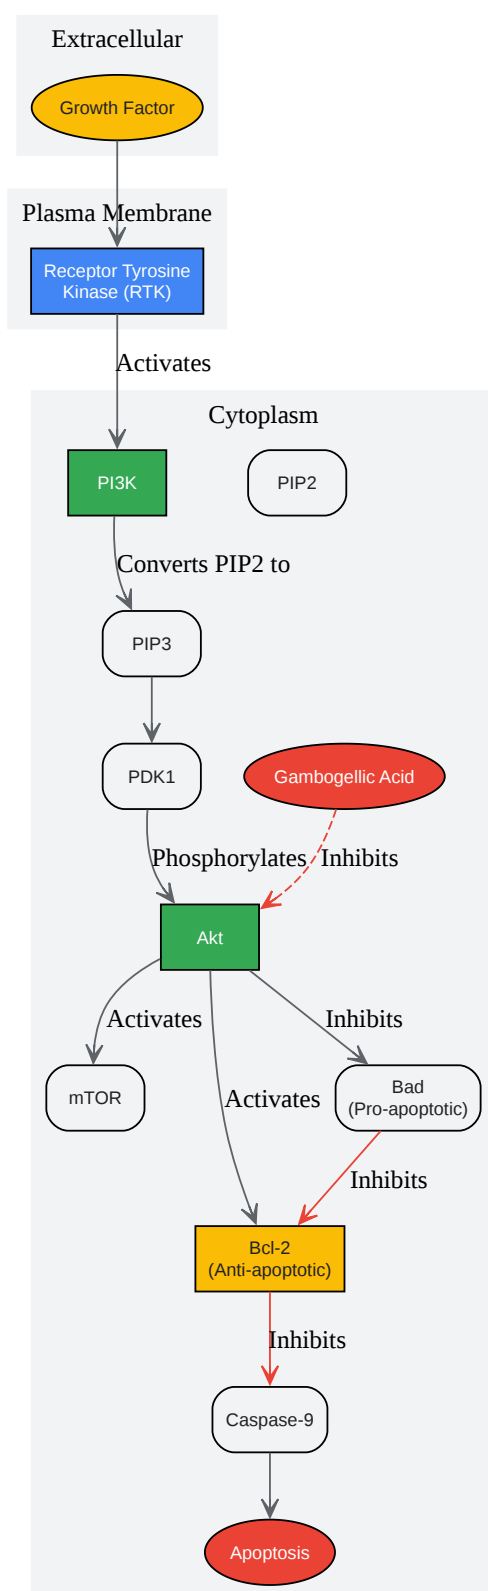 Extracellular
Growth Factor
Plasma Membrane
Receptor Tyrosine
Kinase (RTK)
Activates
Cytoplasm
PI3K
PIP2
Converts PIP2 to
PIP3
PDK1
Gambogellic Acid
Phosphorylates
Inhibits
Akt
Activates
Inhibits
mTOR
Bad
(Pro-apoptotic)
Activates
Inhibits
Bcl-2
(Anti-apoptotic)
Inhibits
Caspase-9
Apoptosis